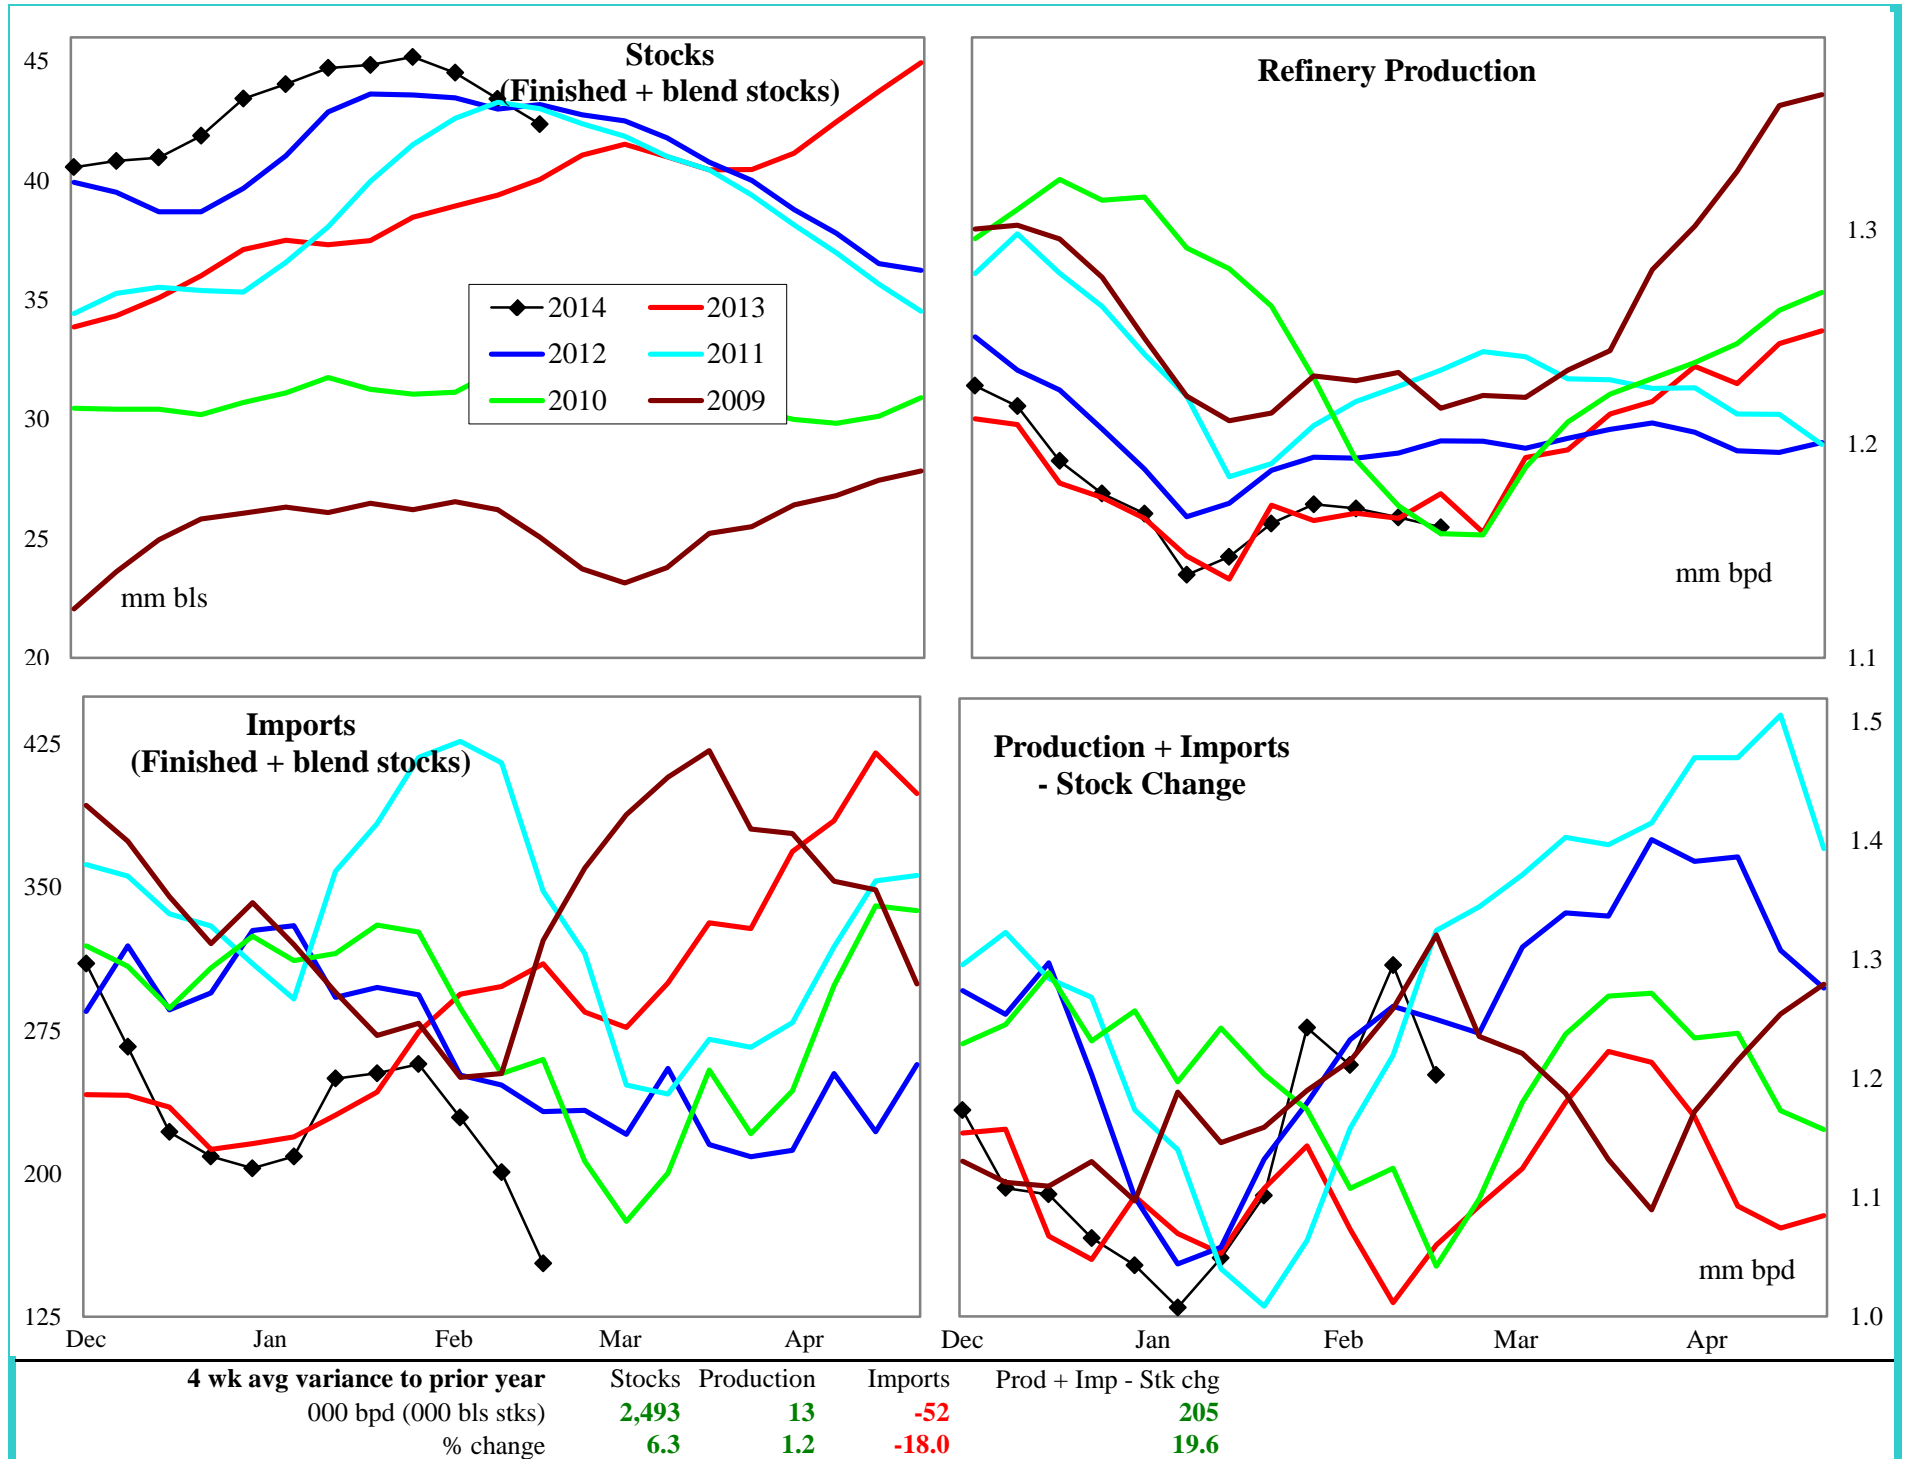 Stocks
(Finished + blend stocks)
45
40
35
30
25
20
2014
2013
2012
2011
2010
2009
mm bls
Refinery Production
1.3
1.2
1.1
mm bpd
Imports
(Finished + blend stocks)
425
350
275
200
125
Dec Jan Feb Mar Apr
Production + Imports
- Stock Change
1.5
1.4
1.3
1.2
1.1
1.0
mm bpd
Dec Jan Feb Mar Apr
4 wk avg variance to prior year Stocks Production Imports Prod + Imp - Stk chg
000 bpd (000 bls stks) 2,493 13 -52 205
% change 6.3 1.2 -18.0 19.6